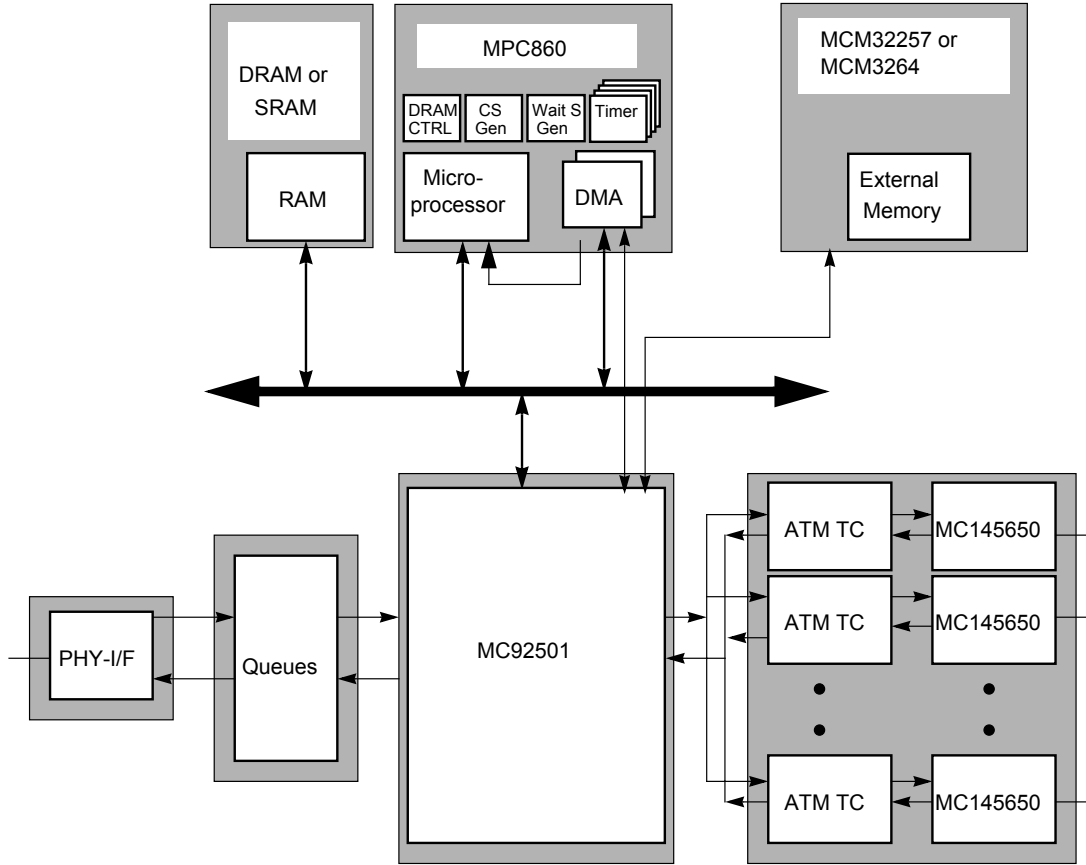 DRAM or
SRAM
RAM
MPC860
DRAM
CTRL
CS
Gen
Wait S
Gen
Timer
Micro-
processor
DMA
MCM32257 or
MCM3264
External
Memory
PHY-I/F
Queues
MC92501
ATM TC
MC145650
ATM TC
MC145650
ATM TC
MC145650